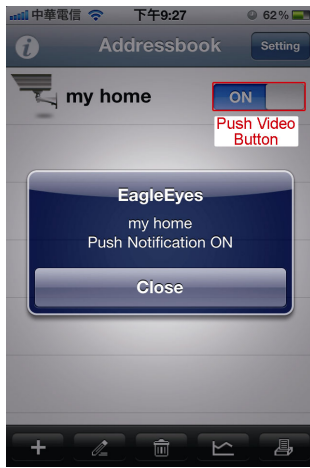 中華電信 下午9:27 62%
i Addressbook Setting
my home ON
Push Video
Button
EagleEyes
my home
Push Notification ON
Close